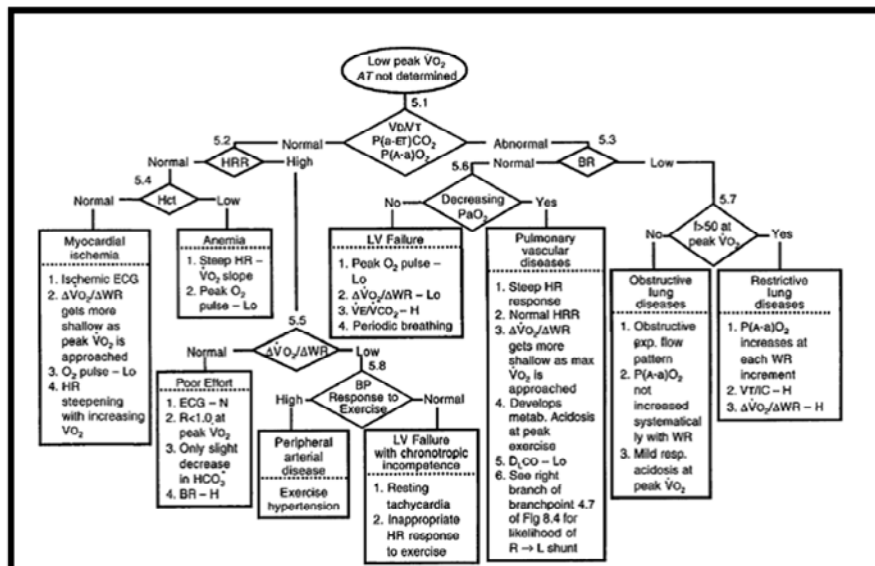 Low peak V̇O₂
AT not determined
5.1
VD/VT
P(a-ET)CO₂
P(A-a)O₂
Normal
Abnormal
5.2
HRR
Normal
High
5.3
BR
Normal
Low
5.4
Hct
Normal
Low
5.6
Decreasing
PaO₂
No
Yes
5.7
f>50 at
peak V̇O₂
No
Yes
Myocardial
ischemia
1. Ischemic ECG
2. ΔV̇O₂/ΔWR
gets more
shallow as
peak V̇O₂ is
approached
3. O₂ pulse – Lo
4. HR
steepening
with increasing
V̇O₂
Anemia
1. Steep HR –
V̇O₂ slope
2. Peak O₂
pulse – Lo
LV Failure
1. Peak O₂ pulse –
Lo
2. ΔV̇O₂/ΔWR – Lo
3. V̇E/V̇CO₂ – H
4. Periodic breathing
Pulmonary
vascular
diseases
1. Steep HR
response
2. Normal HRR
3. ΔV̇O₂/ΔWR
gets more
shallow as max
V̇O₂ is
approached
4. Develops
metab. Acidosis
at peak
exercise
5. DLCO – Lo
6. See right
branch of
branchpoint 4.7
of Fig 8.4 for
likelihood of
R → L shunt
Obstructive
lung
diseases
1. Obstructive
exp. flow
pattern
2. P(A-a)O₂
not
increased
systematical
ly with WR
3. Mild resp.
acidosis at
peak V̇O₂
Restrictive
lung
diseases
1. P(A-a)O₂
increases at
each WR
increment
2. VT/IC – H
3. ΔV̇O₂/ΔWR – H
5.5
ΔV̇O₂/ΔWR
Normal
Low
Poor Effort
1. ECG – N
2. R<1.0 at
peak V̇O₂
3. Only slight
decrease
in HCO₃⁻
4. BR – H
5.8
BP
Response to
Exercise
High
Normal
Peripheral
arterial
disease
Exercise
hypertension
LV Failure
with chronotropic
incompetence
1. Resting
tachycardia
2. Inappropriate
HR response
to exercise